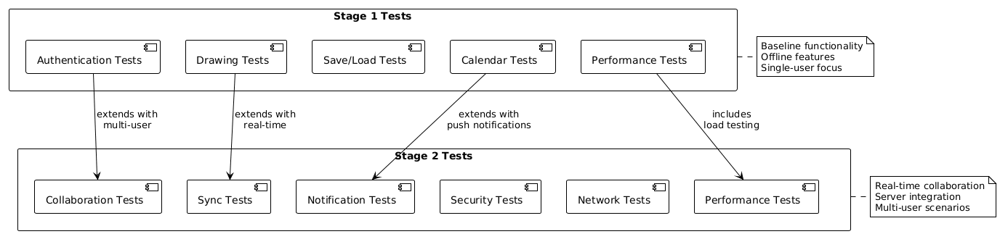 Stage 1 Tests
Authentication Tests
Drawing Tests
Save/Load Tests
Calendar Tests
Performance Tests
Baseline functionality
Offline features
Single-user focus
extends with
multi-user
extends with
real-time
extends with
push notifications
includes
load testing
Stage 2 Tests
Collaboration Tests
Sync Tests
Notification Tests
Security Tests
Network Tests
Performance Tests
Real-time collaboration
Server integration
Multi-user scenarios